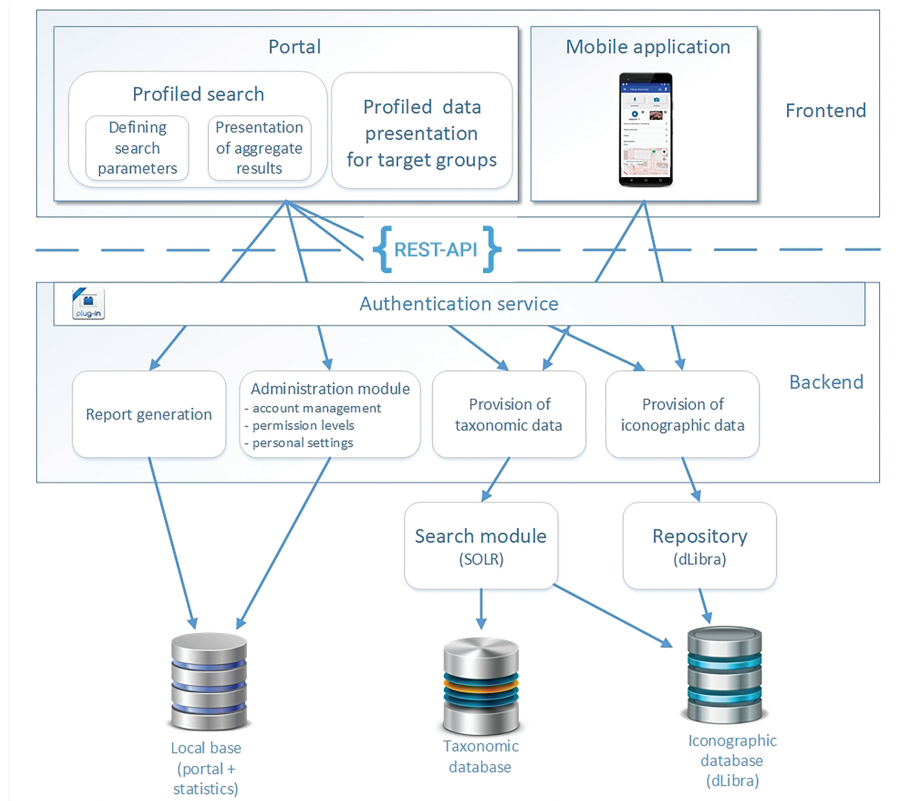 Portal
Mobile application
Profiled search
Defining
search
parameters
Presentation
of aggregate
results
Profiled data
presentation
for target groups
Frontend
{REST-API}
plug-in
Authentication service
Backend
Report generation
Administration module
- account management
- permission levels
- personal settings
Provision of
taxonomic data
Provision of
iconographic data
Search module
(SOLR)
Repository
(dLibra)
Local base
(portal +
statistics)
Taxonomic
database
Iconographic
database
(dLibra)